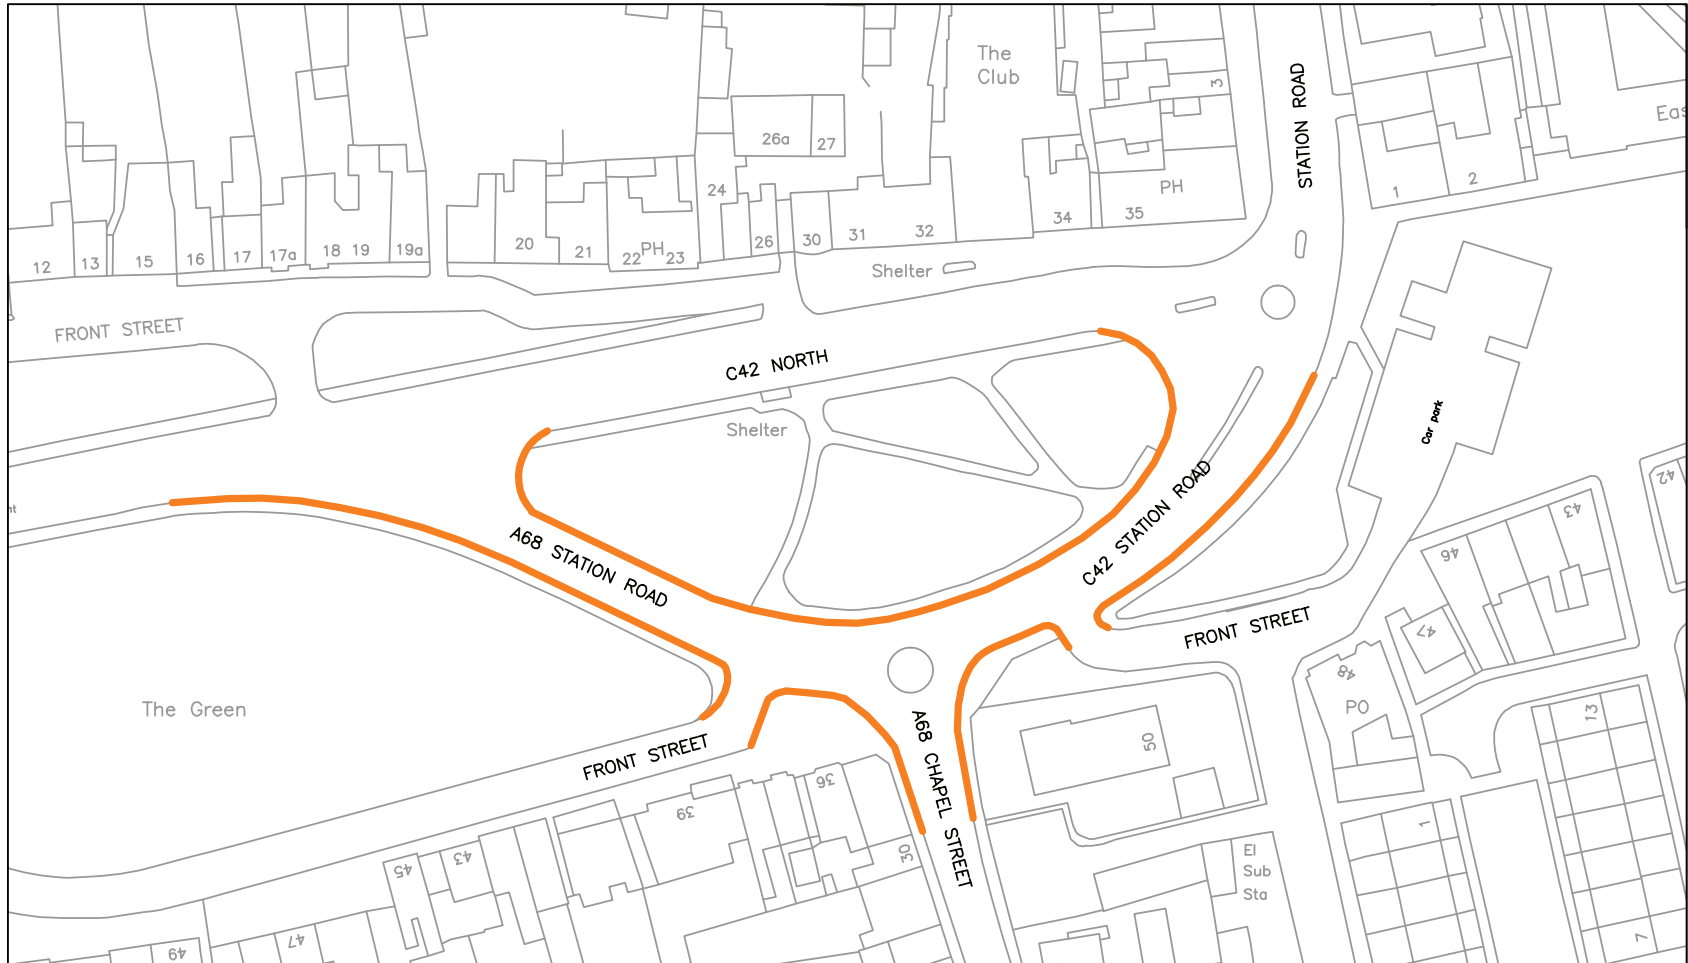 The
Club
STATION ROAD
3
Eas
26a
27
24
PH
1
2
34
35
12
13
15
16
17
17a
18
19
19a
20
21
22
PH
23
26
30
31
32
Shelter
FRONT STREET
C42 NORTH
Shelter
Car park
42
nt
43
46
A68 STATION ROAD
C42 STATION ROAD
FRONT STREET
47
48
PO
The Green
13
FRONT STREET
A68 CHAPEL STREET
50
36
39
1
45
43
30
El
Sub
Sta
49
47
7